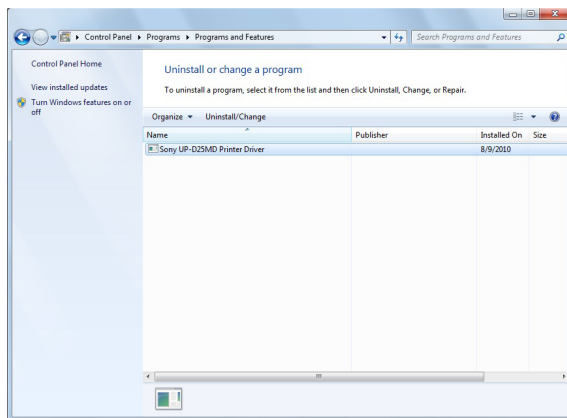 Control Panel ▸ Programs ▸ Programs and Features
Search Programs and Features
Control Panel Home
View installed updates
Turn Windows features on or
off
Uninstall or change a program
To uninstall a program, select it from the list and then click Uninstall, Change, or Repair.
Organize Uninstall/Change
Name Publisher Installed On Size
Sony UP-D25MD Printer Driver 8/9/2010